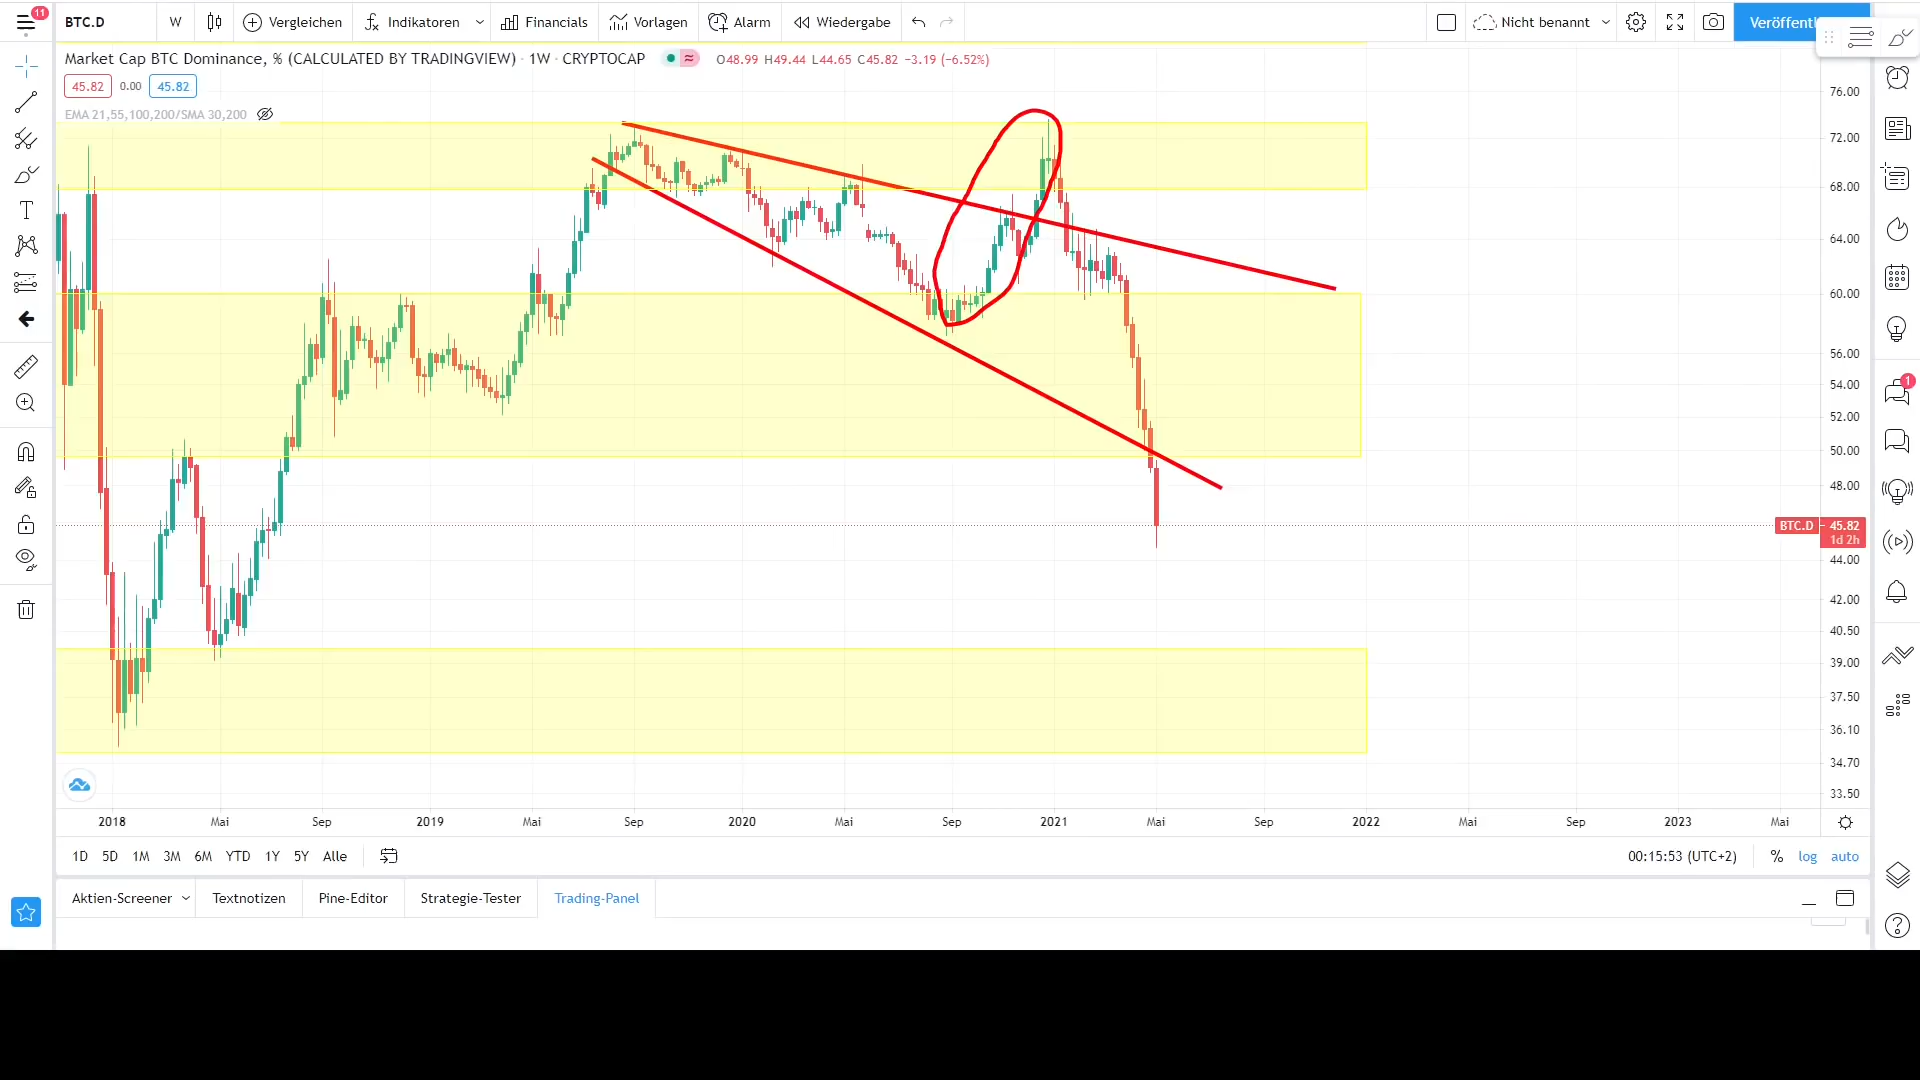 11
BTC.D W Vergleichen Indikatoren Financials Vorlagen Alarm Wiedergabe Nicht benannt
Market Cap BTC Dominance, % (CALCULATED BY TRADINGVIEW) · 1W · CRYPTOCAP O48.99 H49.44 L44.65 C45.82 −3.19 (−6.52%)
45.82 0.00 45.82
EMA 21,55,100,200/SMA 30,200
76.00
72.00
68.00
64.00
60.00
56.00
54.00
52.00
50.00
48.00
BTC.D 45.82
1d 2h
44.00
42.00
40.50
39.00
37.50
36.10
34.70
33.50
1
2018 Mai Sep 2019 Mai Sep 2020 Mai Sep 2021 Mai Sep 2022 Mai Sep 2023 Mai
1D 5D 1M 3M 6M YTD 1Y 5Y Alle 00:15:53 (UTC+2) % log auto
Aktien-Screener Textnotizen Pine-Editor Strategie-Tester Trading-Panel